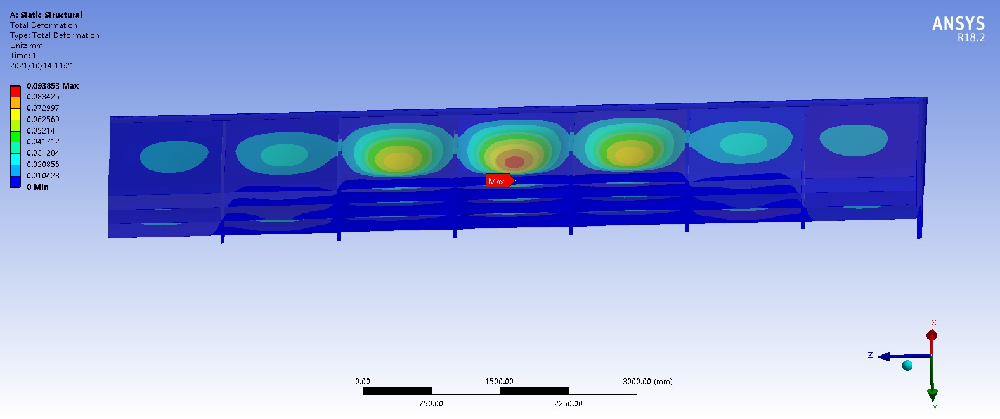 A: Static Structural
Total Deformation
Type: Total Deformation
Unit: mm
Time: 1
2021/10/14 11:21
ANSYS
R18.2
0.093853 Max
0.083425
0.072997
0.062569
0.05214
0.041712
0.031284
0.020856
0.010428
0 Min
Max
X
Z
Y
0.00 1500.00 3000.00 (mm)
750.00 2250.00